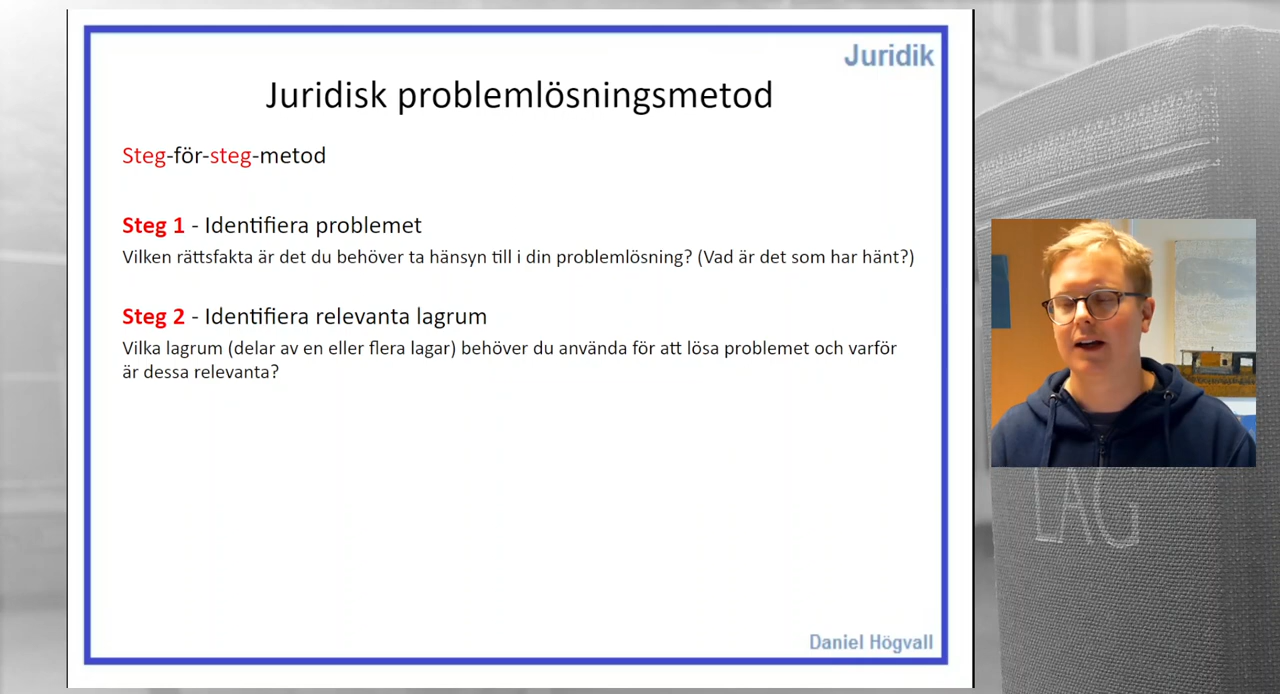 Juridik
Juridisk problemlösningsmetod
Steg-för-steg-metod
Steg 1 - Identifiera problemet
Vilken rättsfakta är det du behöver ta hänsyn till i din problemlösning? (Vad är det som har hänt?)
Steg 2 - Identifiera relevanta lagrum
Vilka lagrum (delar av en eller flera lagar) behöver du använda för att lösa problemet och varför
är dessa relevanta?
LAG
Daniel Högvall